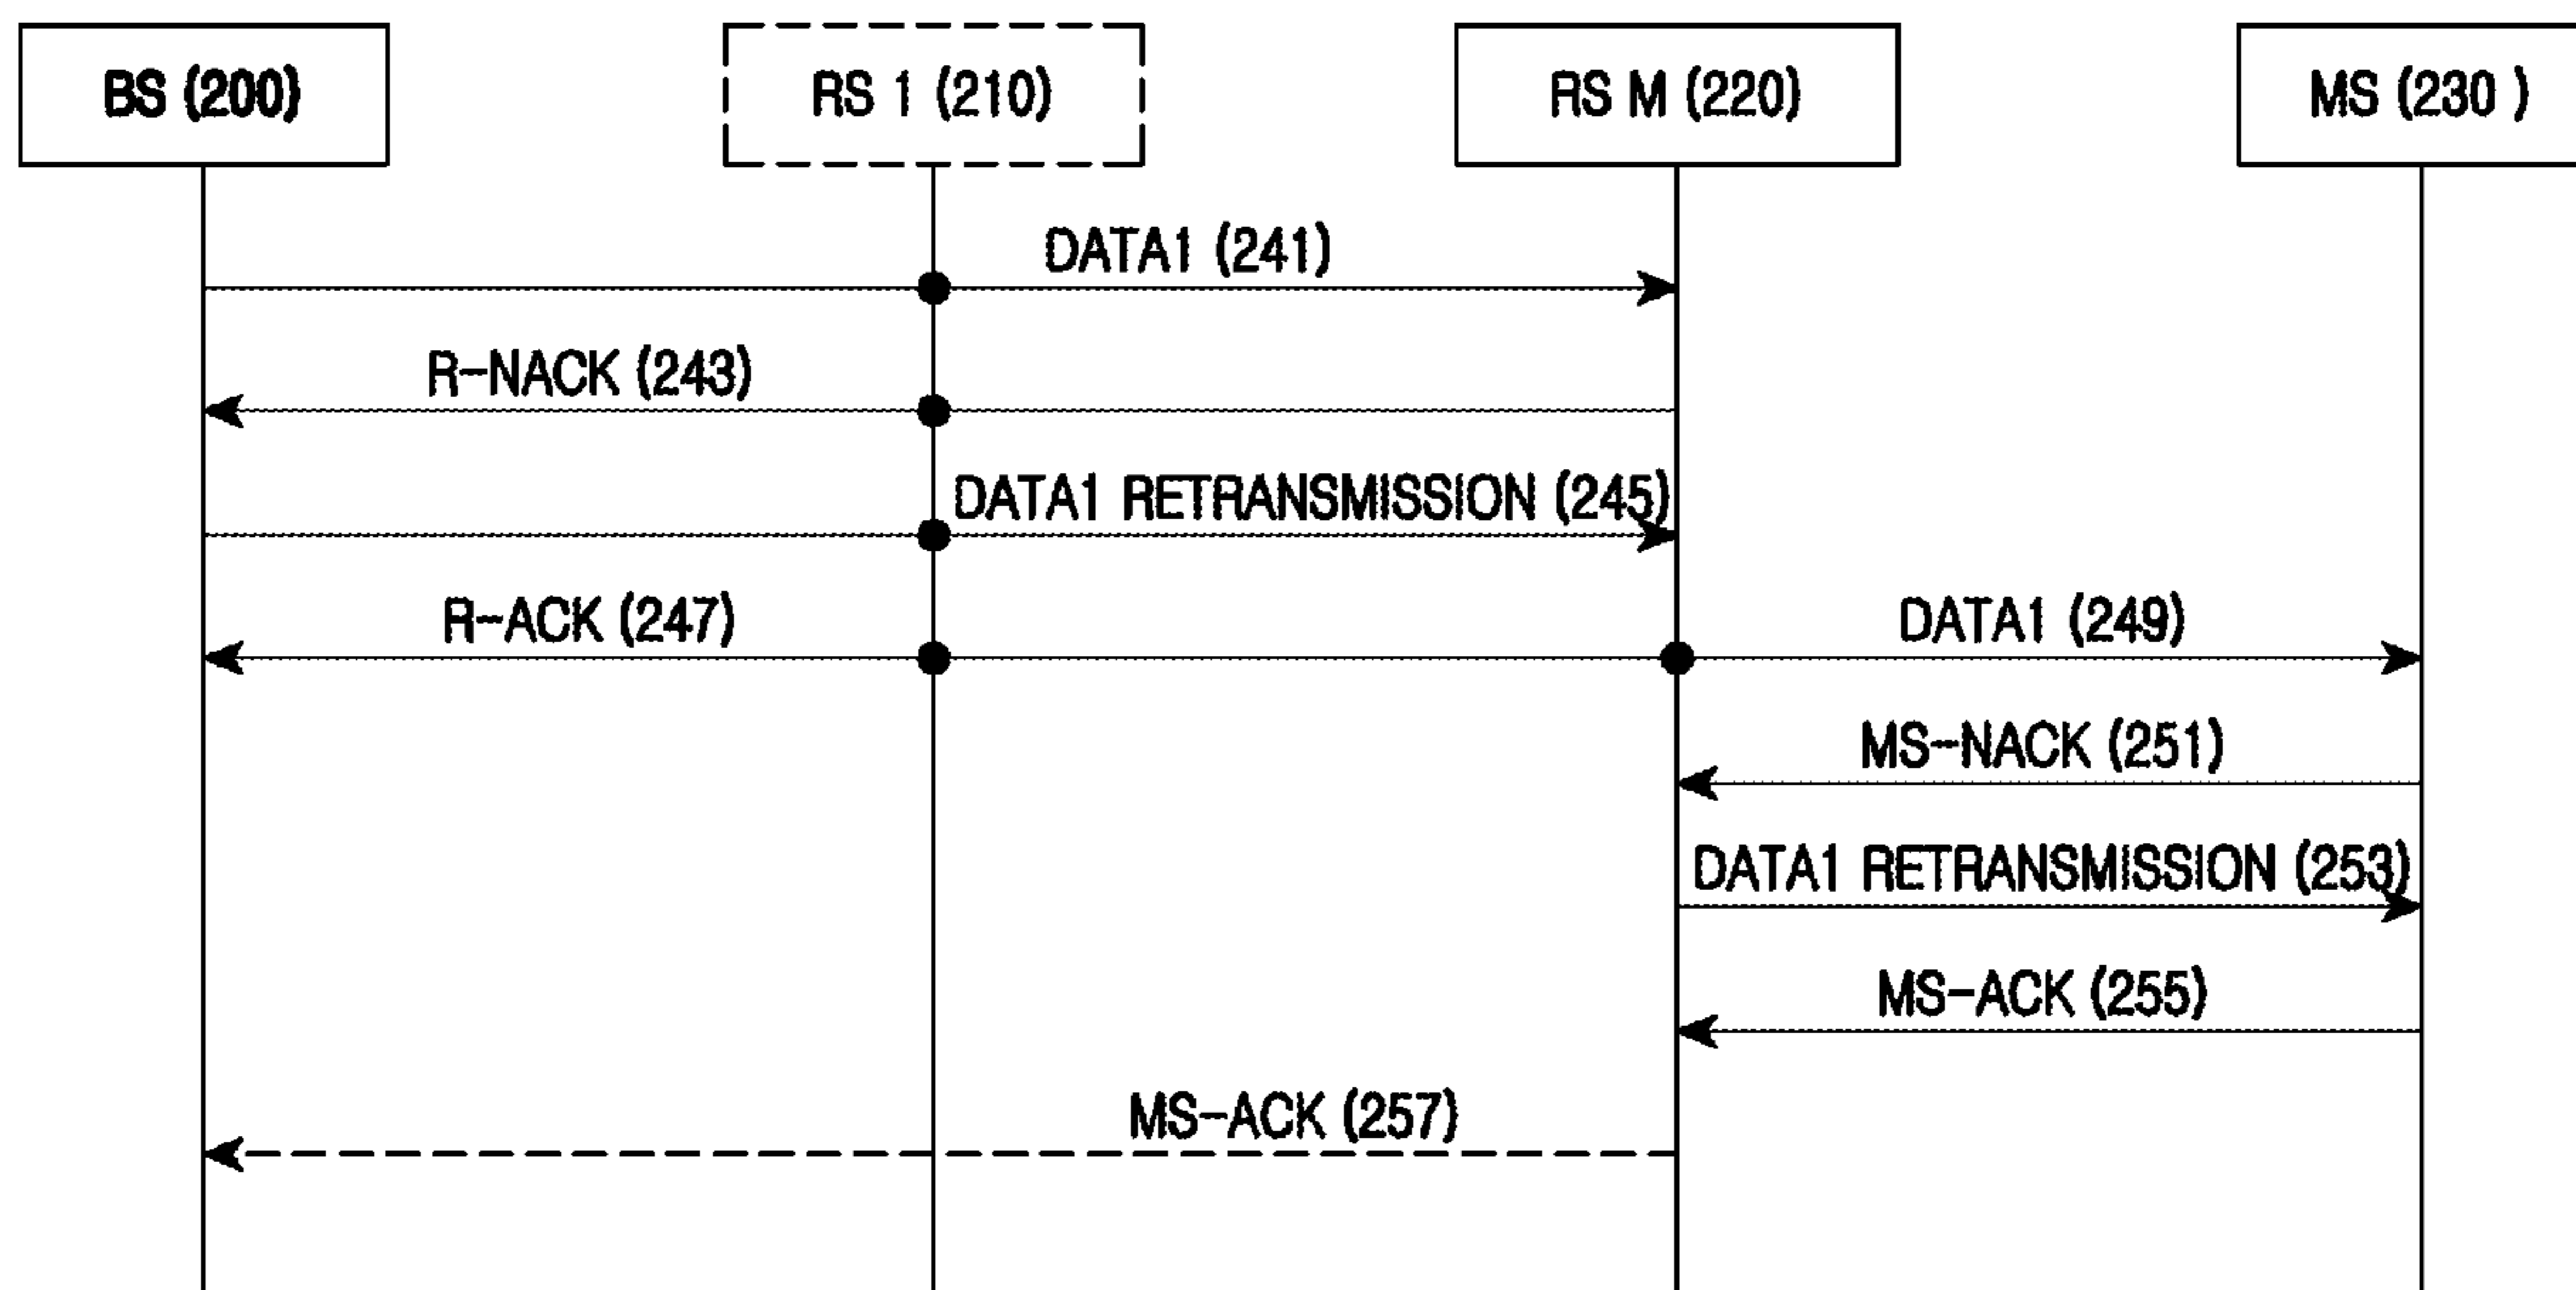 BS (200)
RS 1 (210)
RS M (220)
MS (230 )
DATA1 (241)
R-NACK (243)
DATA1 RETRANSMISSION (245)
R-ACK (247)
DATA1 (249)
MS-NACK (251)
DATA1 RETRANSMISSION (253)
MS-ACK (255)
MS-ACK (257)